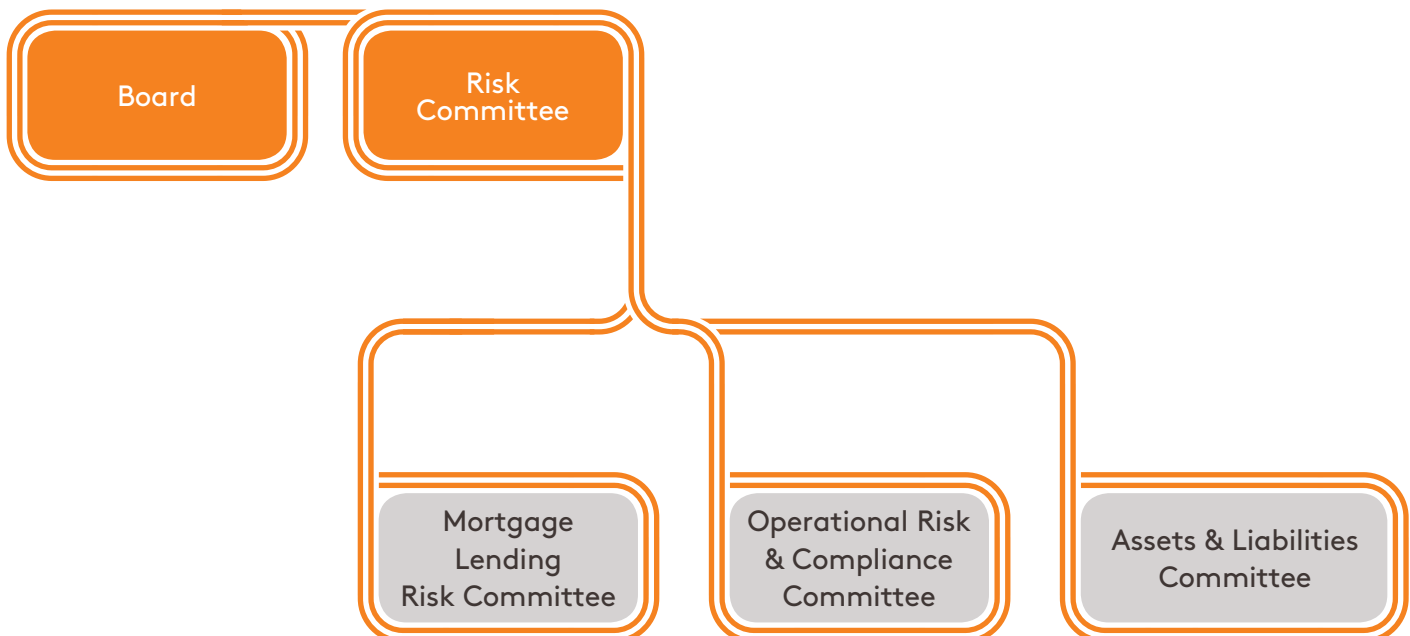 Board
Risk
Committee
Mortgage
Lending
Risk Committee
Operational Risk
& Compliance
Committee
Assets & Liabilities
Committee